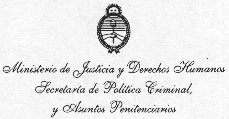 Ministerio de Justicia y Derechos Humanos
Secretaría de Política Criminal,
y Asuntos Penitenciarios